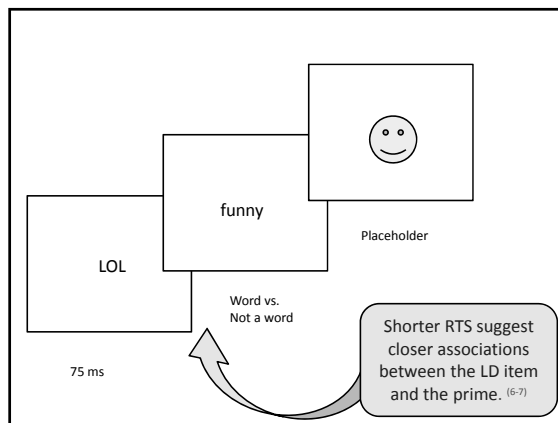 LOL
75 ms
funny
Word vs.
Not a word
Placeholder
Shorter RTS suggest
closer associations
between the LD item
and the prime. (6-7)